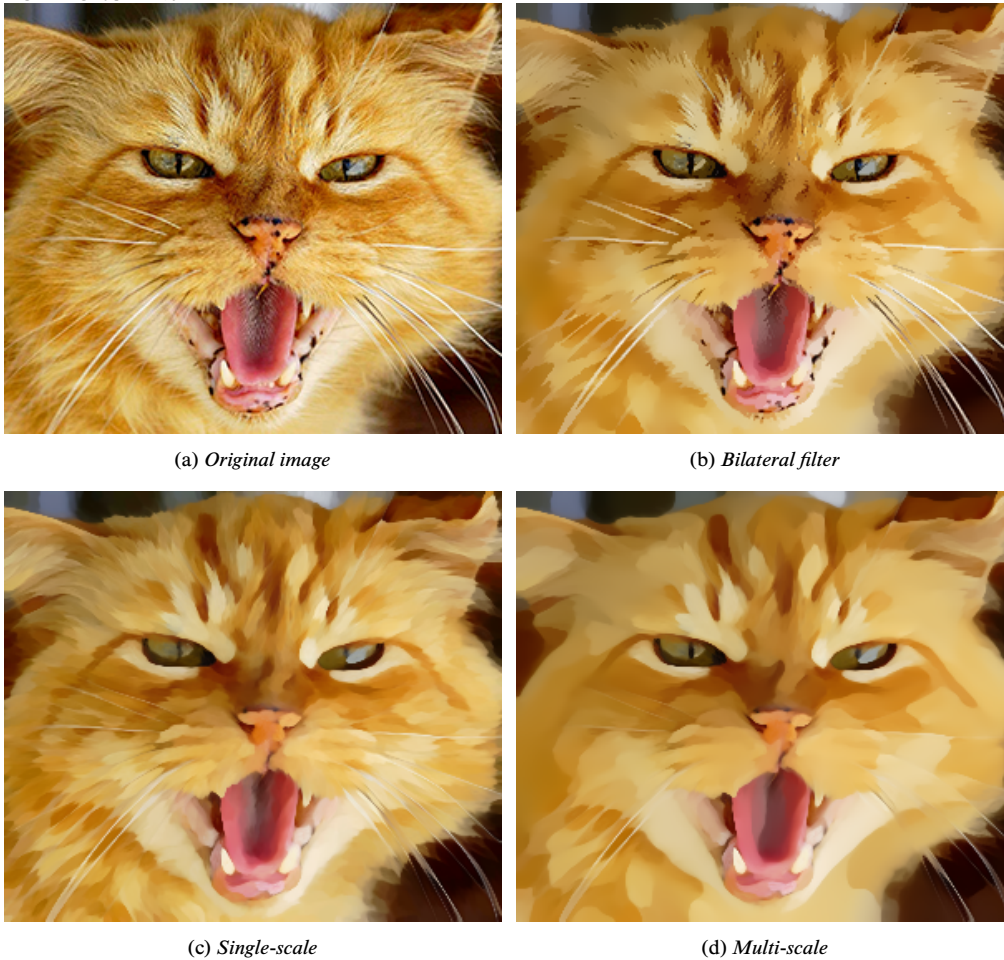 (a) Original image
(b) Bilateral filter
(c) Single-scale
(d) Multi-scale